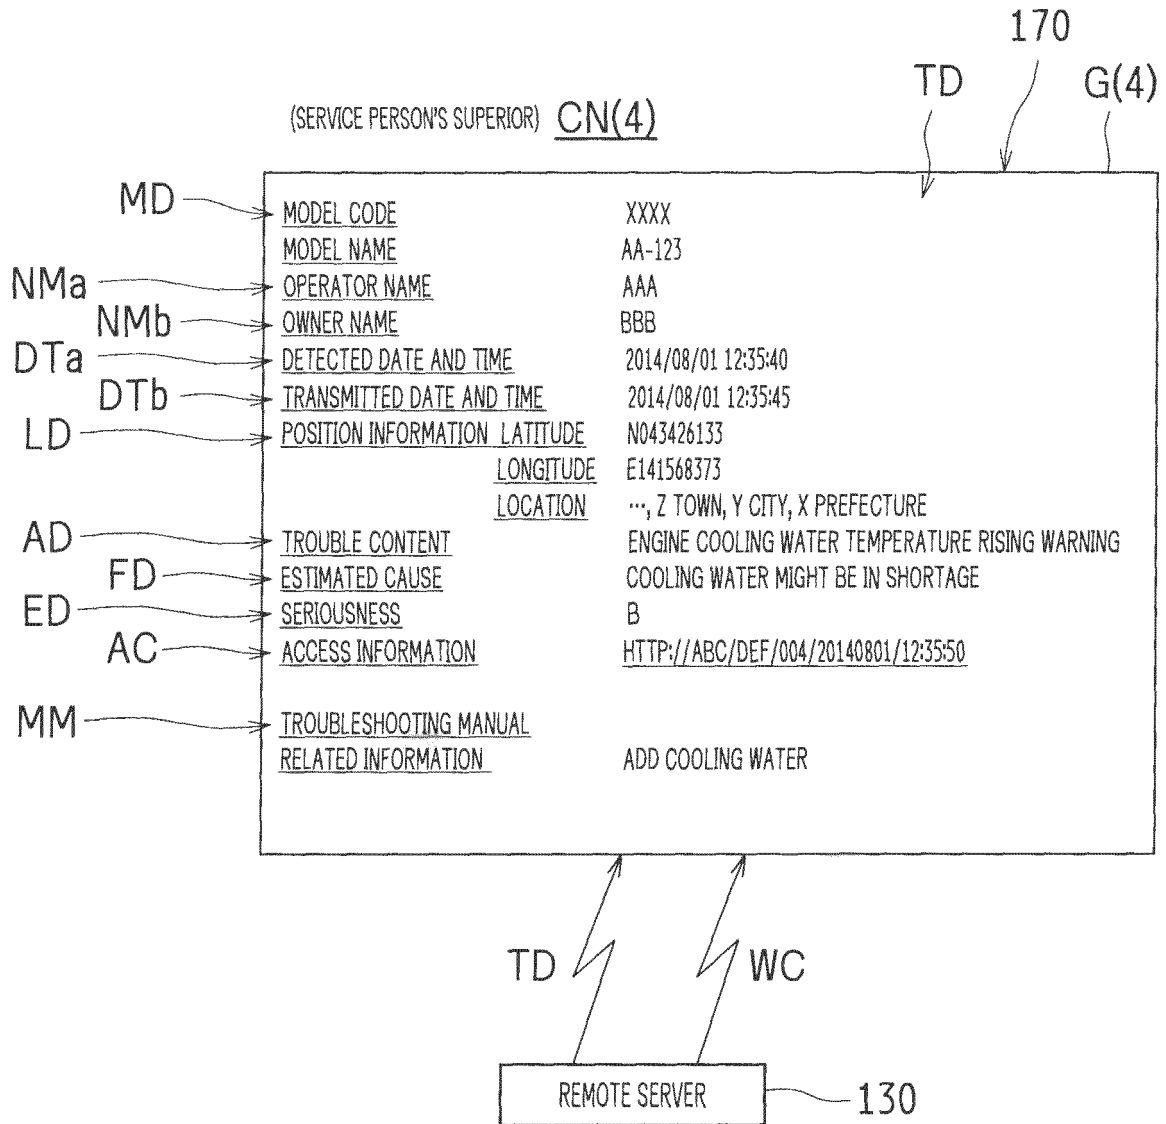 170
TD G(4)
(SERVICE PERSON'S SUPERIOR) CN(4)
MD MODEL CODE XXXX
MODEL NAME AA-123
NMa OPERATOR NAME AAA
NMb OWNER NAME BBB
DTa DETECTED DATE AND TIME 2014/08/01 12:35:40
DTb TRANSMITTED DATE AND TIME 2014/08/01 12:35:45
LD POSITION INFORMATION LATITUDE N043426133
LONGITUDE E141568373
LOCATION ···, Z TOWN, Y CITY, X PREFECTURE
AD TROUBLE CONTENT ENGINE COOLING WATER TEMPERATURE RISING WARNING
FD ESTIMATED CAUSE COOLING WATER MIGHT BE IN SHORTAGE
ED SERIOUSNESS B
AC ACCESS INFORMATION HTTP://ABC/DEF/004/20140801/12:35:50
MM TROUBLESHOOTING MANUAL
RELATED INFORMATION ADD COOLING WATER
TD WC
REMOTE SERVER 130